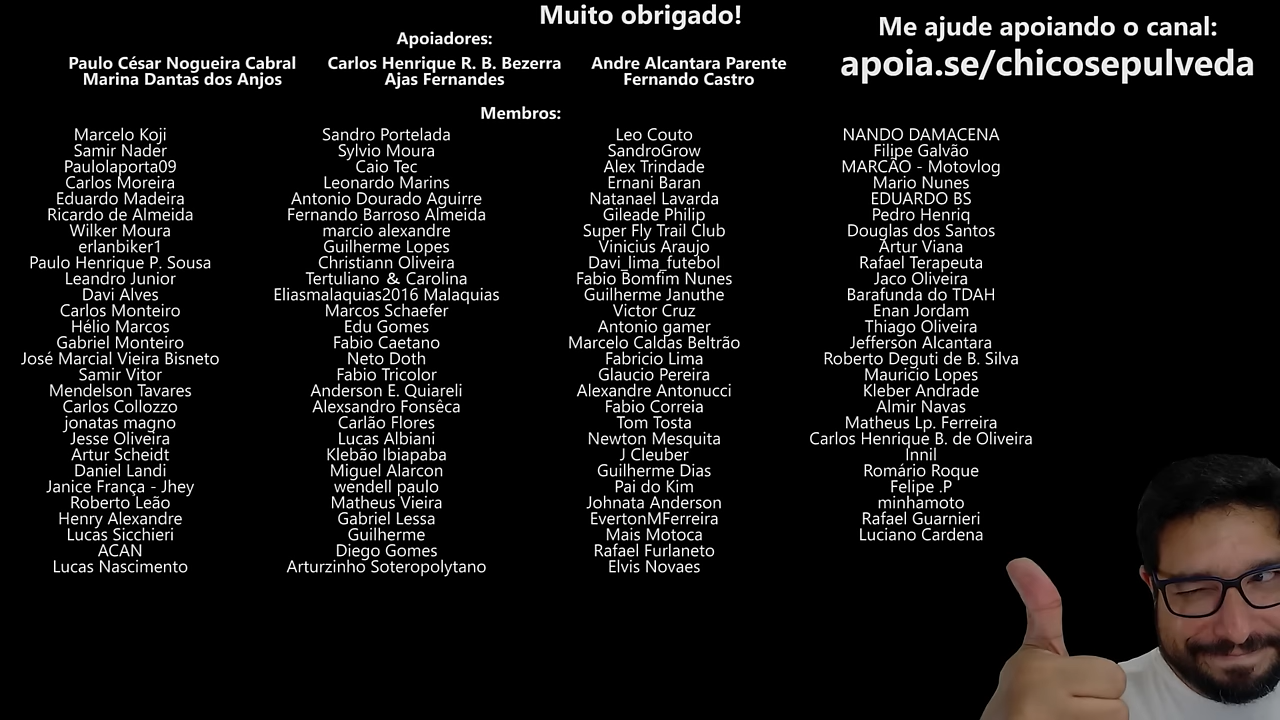 Muito obrigado!
Me ajude apoiando o canal:
apoia.se/chicosepulveda
Apoiadores:
Paulo César Nogueira Cabral
Marina Dantas dos Anjos
Carlos Henrique R. B. Bezerra
Ajas Fernandes
Andre Alcantara Parente
Fernando Castro
Membros:
Marcelo Koji
Samir Nader
Paulolaporta09
Carlos Moreira
Eduardo Madeira
Ricardo de Almeida
Wilker Moura
erlanbiker1
Paulo Henrique P. Sousa
Leandro Junior
Davi Alves
Carlos Monteiro
Hélio Marcos
Gabriel Monteiro
José Marcial Vieira Bisneto
Samir Vitor
Mendelson Tavares
Carlos Collozzo
jonatas magno
Jesse Oliveira
Artur Scheidt
Daniel Landi
Janice França - Jhey
Roberto Leão
Henry Alexandre
Lucas Sicchieri
ACAN
Lucas Nascimento
Sandro Portelada
Sylvio Moura
Caio Tec
Leonardo Marins
Antonio Dourado Aguirre
Fernando Barroso Almeida
marcio alexandre
Guilherme Lopes
Christiann Oliveira
Tertuliano & Carolina
Eliasmalaquias2016 Malaquias
Marcos Schaefer
Edu Gomes
Fabio Caetano
Neto Doth
Fabio Tricolor
Anderson E. Quiareli
Alexsandro Fonsêca
Carlão Flores
Lucas Albiani
Klebão Ibiapaba
Miguel Alarcon
wendell paulo
Matheus Vieira
Gabriel Lessa
Guilherme
Diego Gomes
Arturzinho Soteropolytano
Leo Couto
SandroGrow
Alex Trindade
Ernani Baran
Natanael Lavarda
Gileade Philip
Super Fly Trail Club
Vinicius Araujo
Davi_lima_futebol
Fabio Bomfim Nunes
Guilherme Januthe
Victor Cruz
Antonio gamer
Marcelo Caldas Beltrão
Fabricio Lima
Glaucio Pereira
Alexandre Antonucci
Fabio Correia
Tom Tosta
Newton Mesquita
J Cleuber
Guilherme Dias
Pai do Kim
Johnata Anderson
EvertonMFerreira
Mais Motoca
Rafael Furlaneto
Elvis Novaes
NANDO DAMACENA
Filipe Galvão
MARCÃO - Motovlog
Mario Nunes
EDUARDO BS
Pedro Henriq
Douglas dos Santos
Artur Viana
Rafael Terapeuta
Jaco Oliveira
Barafunda do TDAH
Enan Jordam
Thiago Oliveira
Jefferson Alcantara
Roberto Deguti de B. Silva
Mauricio Lopes
Kleber Andrade
Almir Navas
Matheus Lp. Ferreira
Carlos Henrique B. de Oliveira
Innil
Romário Roque
Felipe .P
minhamoto
Rafael Guarnieri
Luciano Cardena